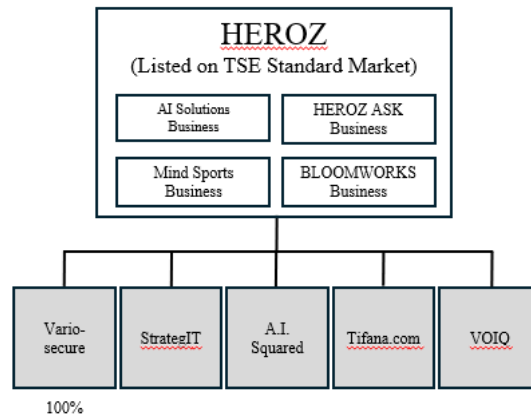 HEROZ
(Listed on TSE Standard Market)
AI Solutions
Business
HEROZ ASK
Business
Mind Sports
Business
BLOOMWORKS
Business
Vario-
secure
StrategIT
A.I.
Squared
Tifana.com
VOIQ
100%